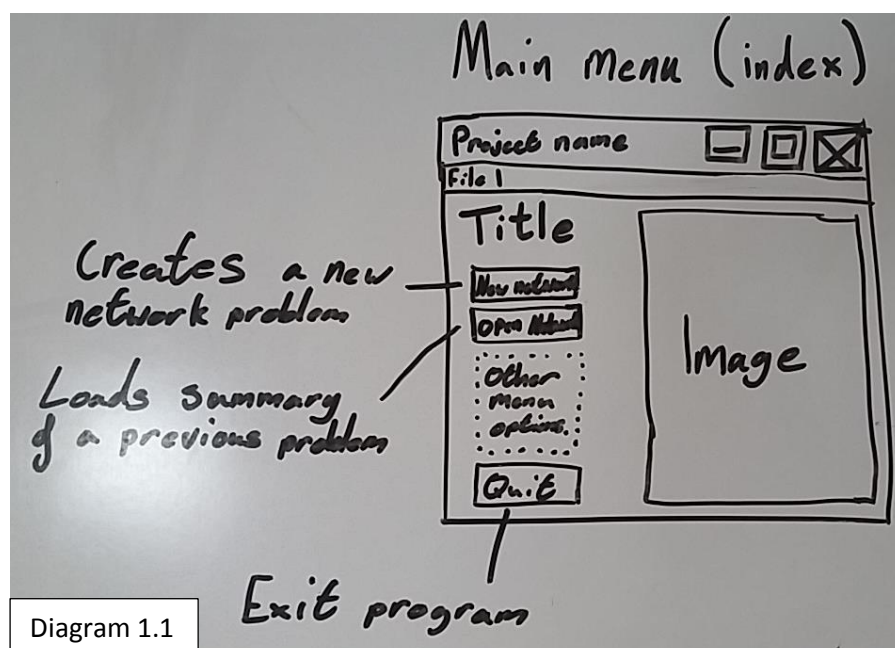 Main menu (index)
Project name
File
Title
Creates a new
network problem
New network
Open Network
Loads summary
of a previous problem
Other
menu
options.
Image
Quit
Exit program
Diagram 1.1